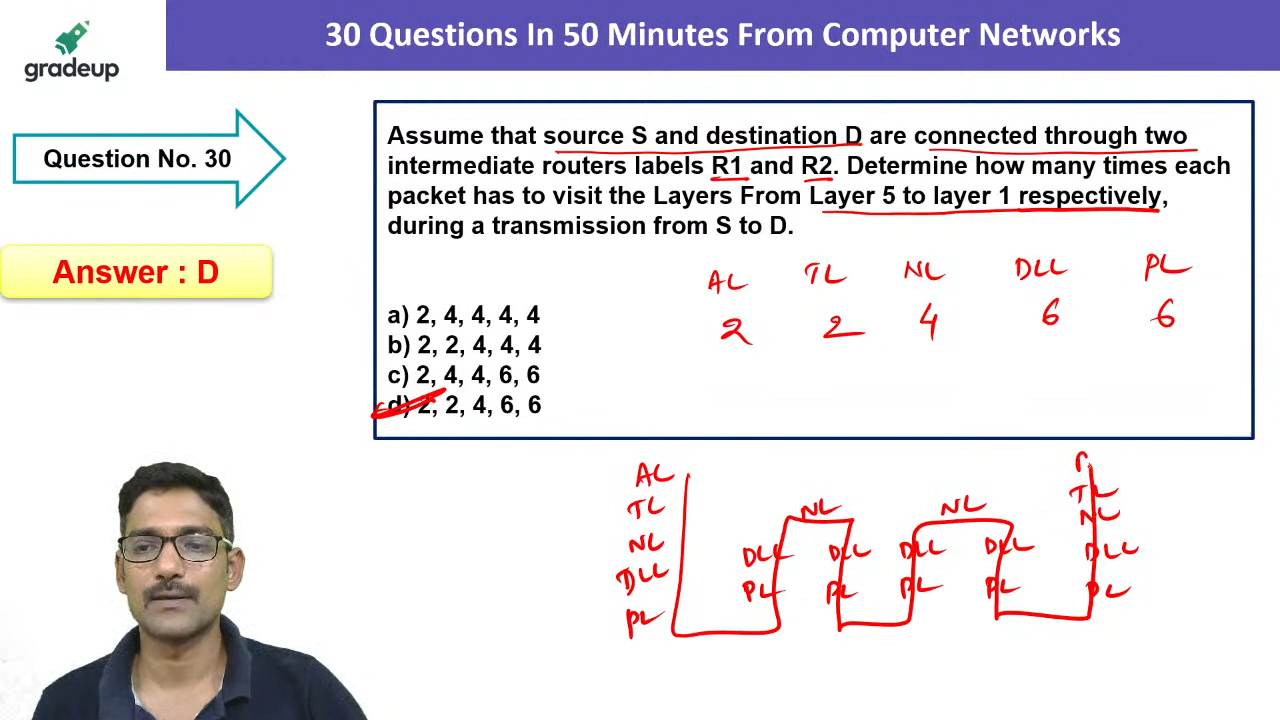 30 Questions In 50 Minutes From Computer Networks
gradeup
Question No. 30
Answer : D
Assume that source S and destination D are connected through two
intermediate routers labels R1 and R2. Determine how many times each
packet has to visit the Layers From Layer 5 to layer 1 respectively,
during a transmission from S to D.
AL TL NL DLL PL
2 2 4 6 6
a) 2, 4, 4, 4, 4
b) 2, 2, 4, 4, 4
c) 2, 4, 4, 6, 6
d) 2, 2, 4, 6, 6
AL
TL TL
NL NL NL NL
DLL DLL DLL DLL DLL DLL
PL PL PL PL PL PL